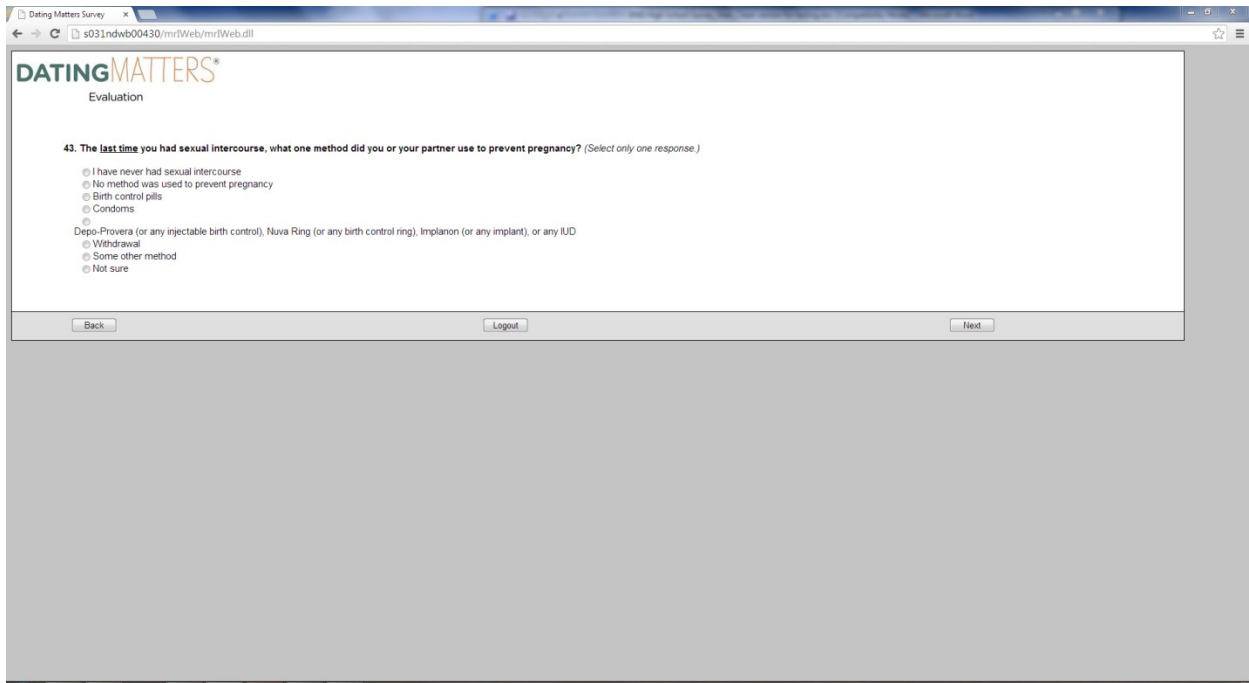 Dating Matters Survey
s031ndwb00430/mrIWeb/mrIWeb.dll
DATINGMATTERS®
Evaluation
43. The last time you had sexual intercourse, what one method did you or your partner use to prevent pregnancy? (Select only one response.)
I have never had sexual intercourse
No method was used to prevent pregnancy
Birth control pills
Condoms
Depo-Provera (or any injectable birth control), Nuva Ring (or any birth control ring), Implanon (or any implant), or any IUD
Withdrawal
Some other method
Not sure
Back Logout Next